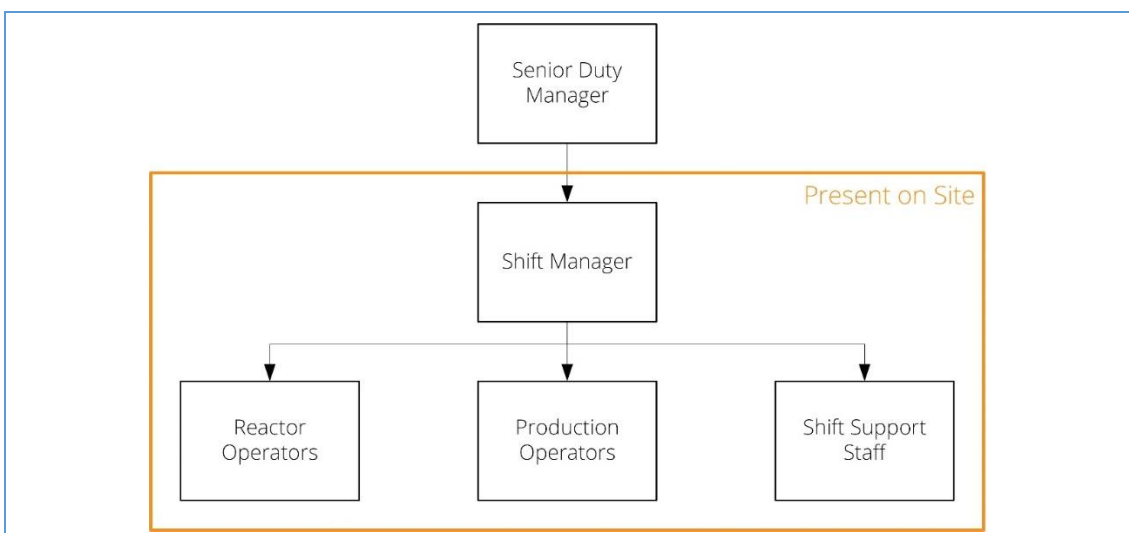 Senior Duty
Manager
Present on Site
Shift Manager
Reactor
Operators
Production
Operators
Shift Support
Staff